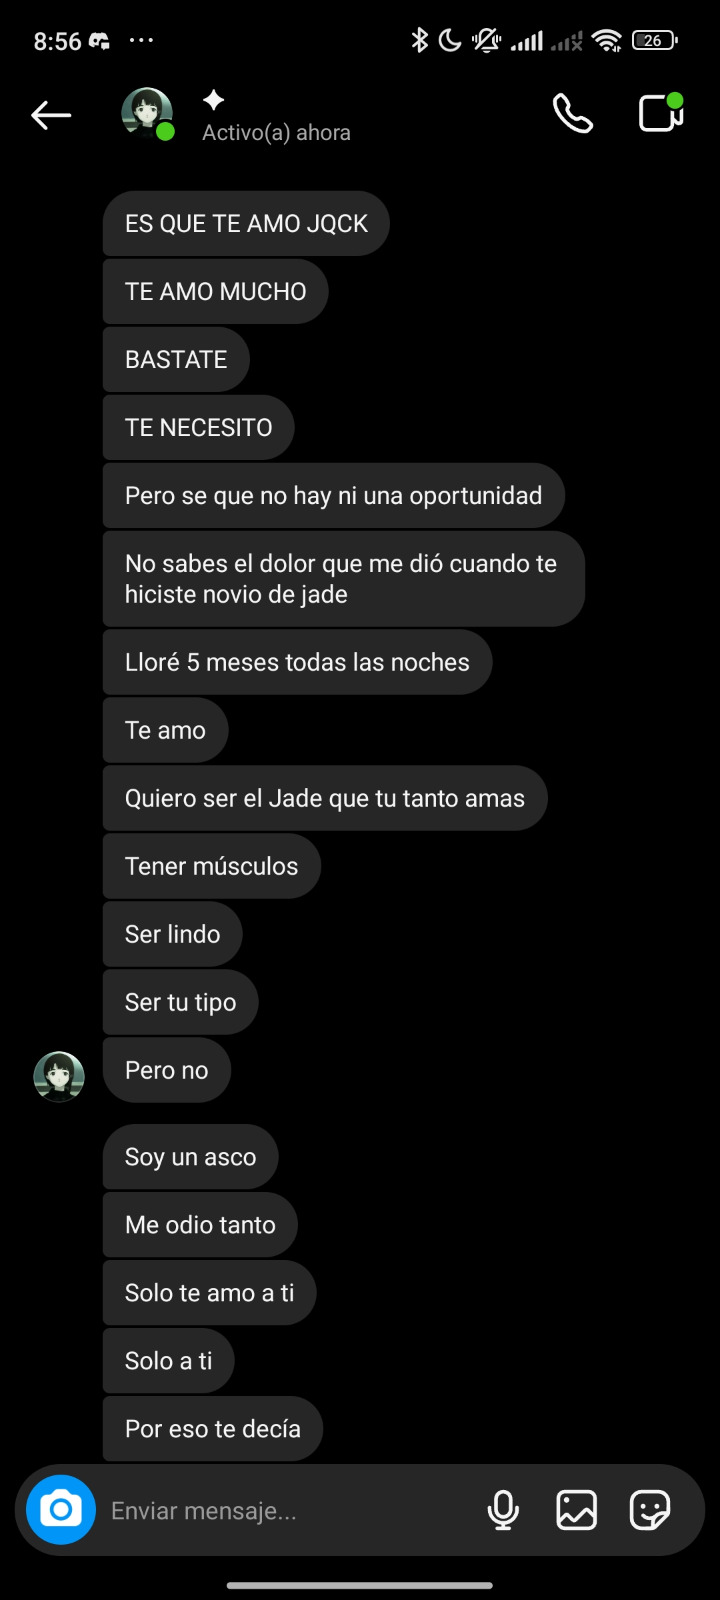 8:56
26
Activo(a) ahora
ES QUE TE AMO JQCK
TE AMO MUCHO
BASTATE
TE NECESITO
Pero se que no hay ni una oportunidad
No sabes el dolor que me dió cuando te
hiciste novio de jade
Lloré 5 meses todas las noches
Te amo
Quiero ser el Jade que tu tanto amas
Tener músculos
Ser lindo
Ser tu tipo
Pero no
Soy un asco
Me odio tanto
Solo te amo a ti
Solo a ti
Por eso te decía
Enviar mensaje...